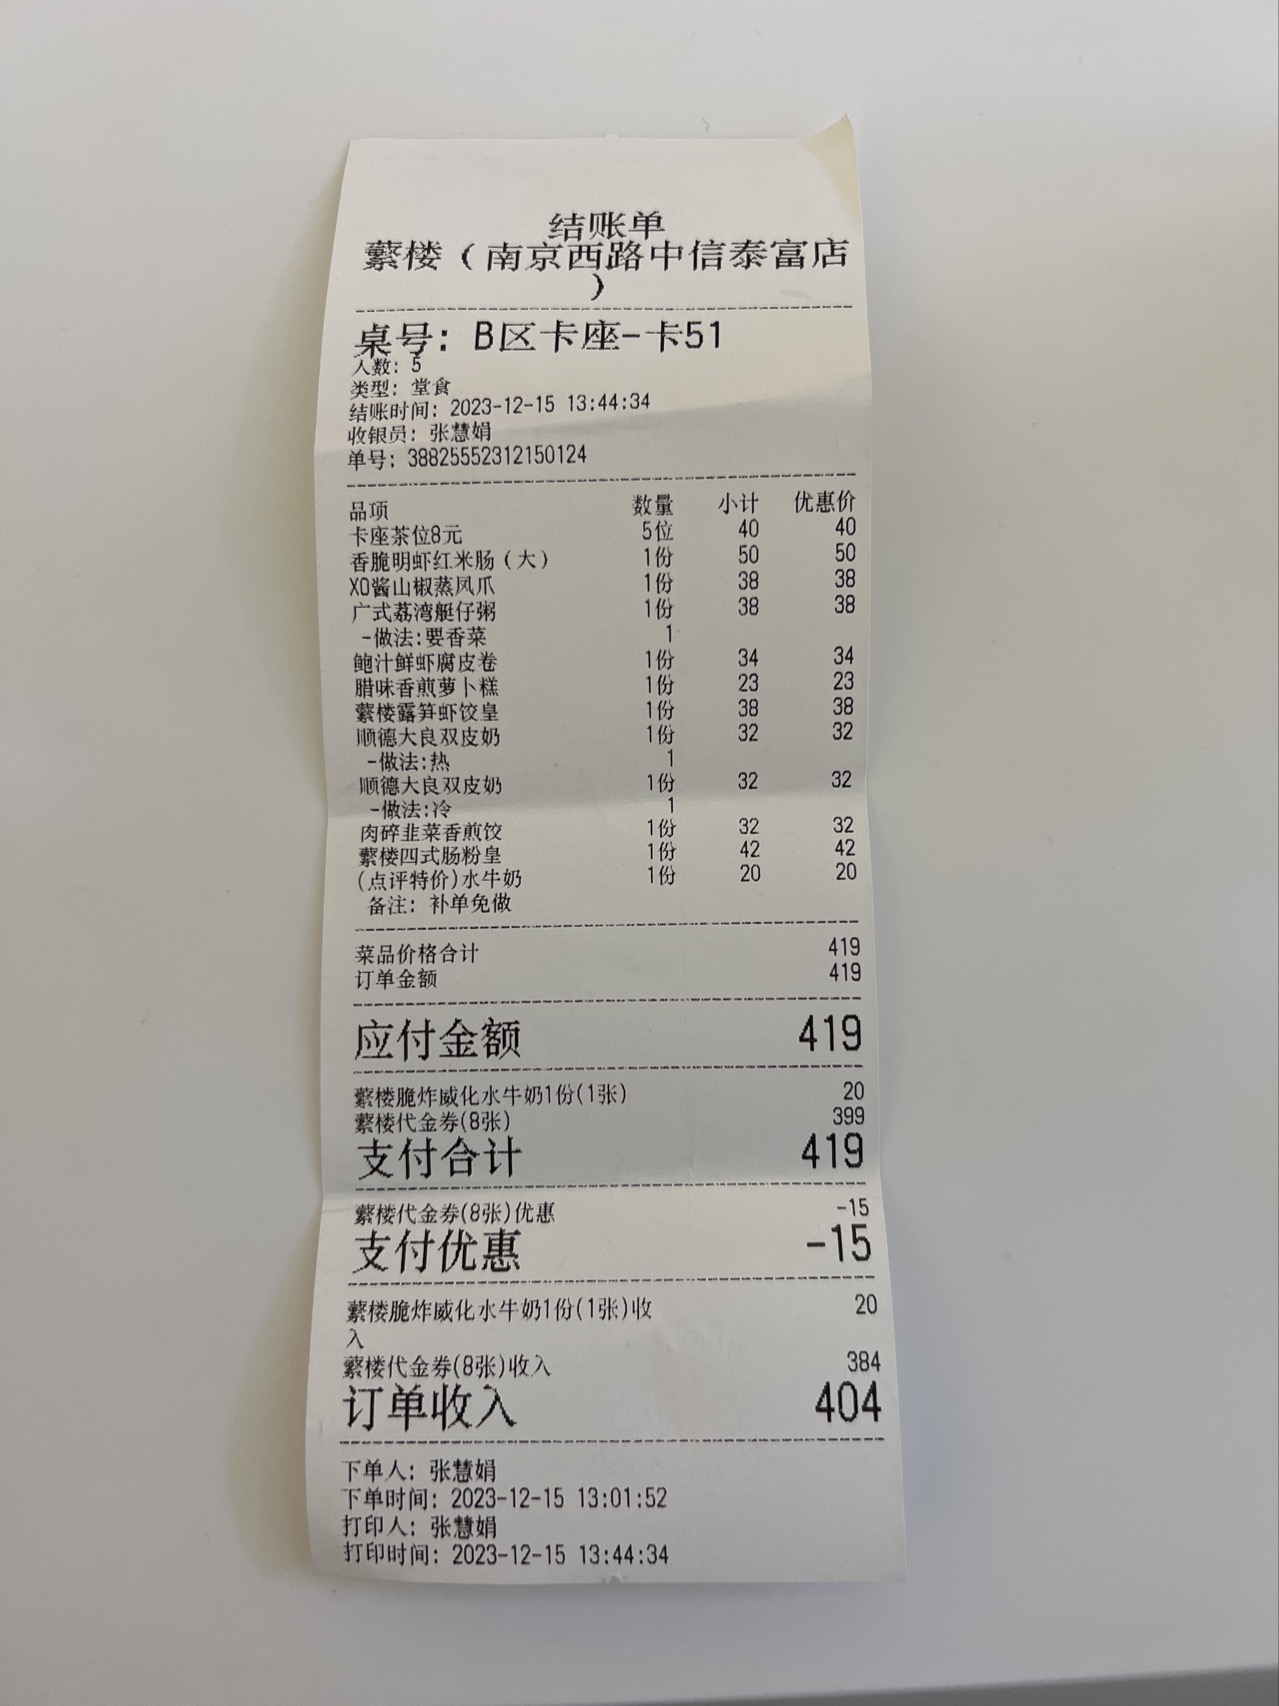 结账单
蘩楼（南京西路中信泰富店
）
桌号: B区卡座-卡51
人数: 5
类型: 堂食
结账时间: 2023-12-15 13:44:34
收银员: 张慧娟
单号: 38825552312150124
品项 数量 小计 优惠价
卡座茶位8元 5位 40 40
香脆明虾红米肠（大） 1份 50 50
XO酱山椒蒸凤爪 1份 38 38
广式荔湾艇仔粥 1份 38 38
-做法:要香菜 1
鲍汁鲜虾腐皮卷 1份 34 34
腊味香煎萝卜糕 1份 23 23
蘩楼露笋虾饺皇 1份 38 38
顺德大良双皮奶 1份 32 32
-做法:热 1
顺德大良双皮奶 1份 32 32
-做法:冷 1
肉碎韭菜香煎饺 1份 32 32
蘩楼四式肠粉皇 1份 42 42
(点评特价)水牛奶 1份 20 20
备注: 补单免做
菜品价格合计 419
订单金额 419
应付金额 419
蘩楼脆炸威化水牛奶1份(1张) 20
蘩楼代金券(8张) 399
支付合计 419
蘩楼代金券(8张)优惠 -15
支付优惠 -15
蘩楼脆炸威化水牛奶1份(1张)收 20
入
蘩楼代金券(8张)收入 384
订单收入 404
下单人: 张慧娟
下单时间: 2023-12-15 13:01:52
打印人: 张慧娟
打印时间: 2023-12-15 13:44:34